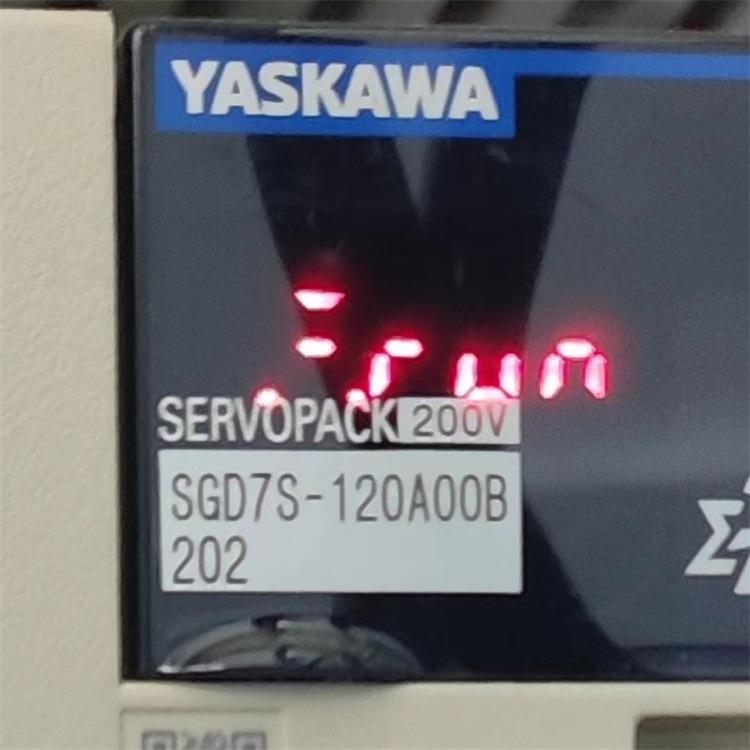 YASKAWA
run
SERVOPACK 200V
SGD7S-120A00B
202